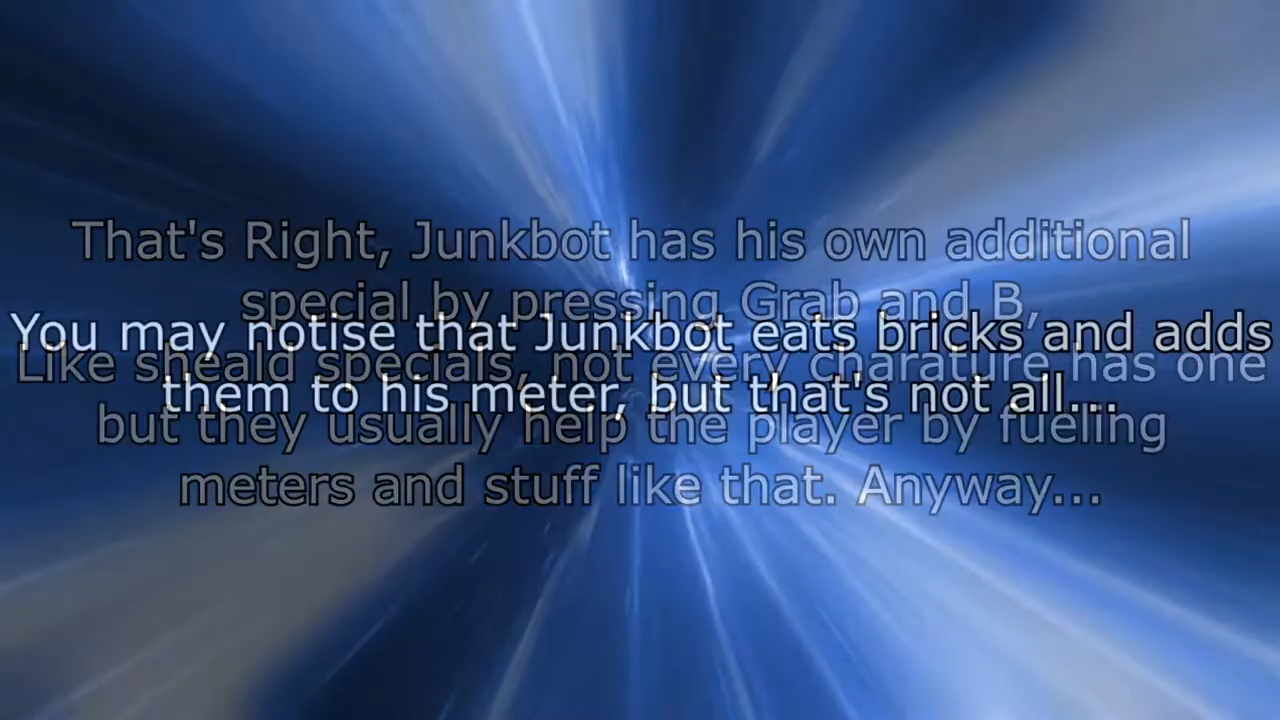 That's Right, Junkbot has his own additional
special by pressing Grab and B,
You may notise that Junkbot eats bricks and adds
Like sheald specials, not every charature has one
them to his meter, but that's not all...
but they usually help the player by fueling
meters and stuff like that. Anyway...